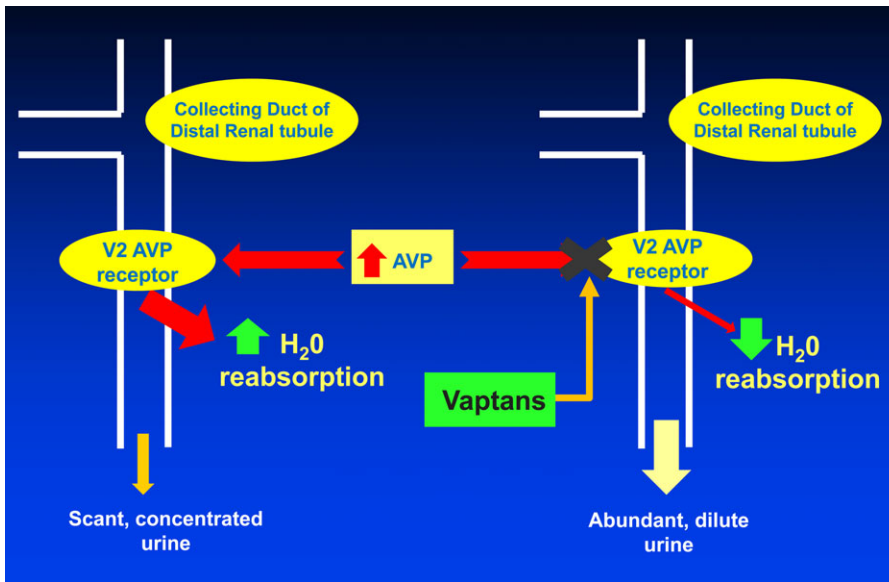 Collecting Duct of
Distal Renal tubule
Collecting Duct of
Distal Renal tubule
V2 AVP
receptor
AVP
V2 AVP
receptor
H₂0
reabsorption
H₂0
reabsorption
Vaptans
Scant, concentrated
urine
Abundant, dilute
urine